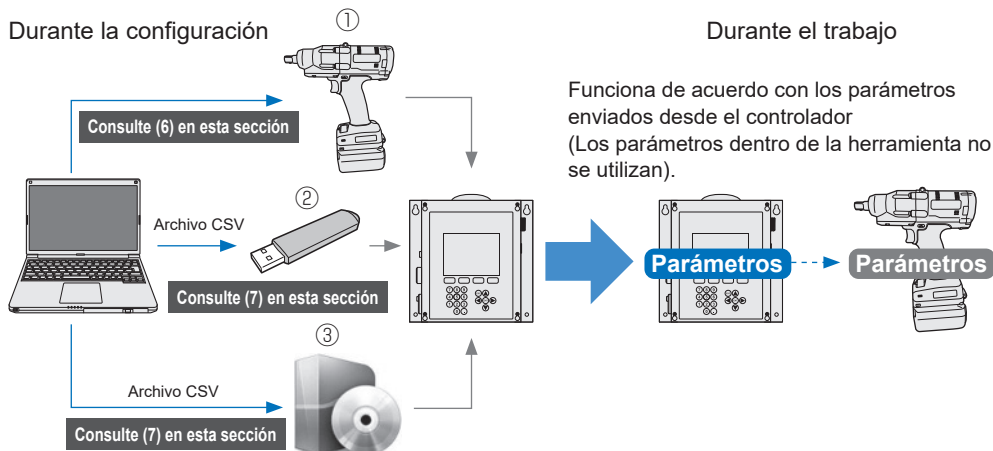 Durante la configuración
①
Consulte (6) en esta sección
②
Archivo CSV
Consulte (7) en esta sección
③
Archivo CSV
Consulte (7) en esta sección
Durante el trabajo
Funciona de acuerdo con los parámetros
enviados desde el controlador
(Los parámetros dentro de la herramienta no
se utilizan).
Parámetros
Parámetros